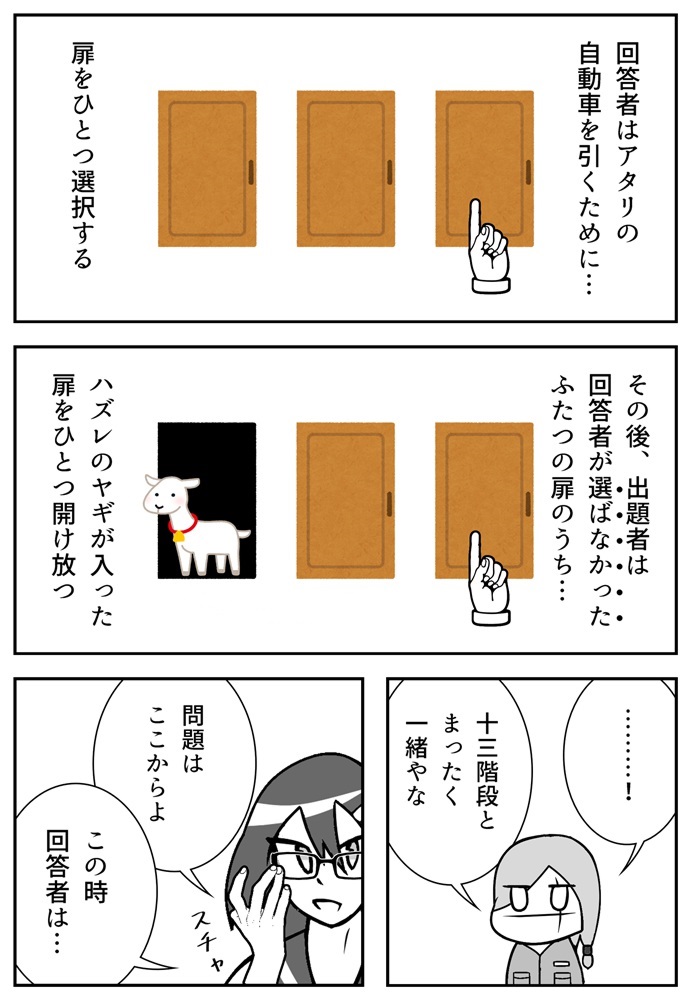 回答者はアタリの
自動車を引くために…
扉をひとつ選択する
その後、出題者は
回答者が選ばなかった
ふたつの扉のうち…
ハズレのヤギが入った
扉をひとつ開け放つ
………！
十三階段と
まったく
一緒やな
問題は
ここからよ
スチャ
この時
回答者は…